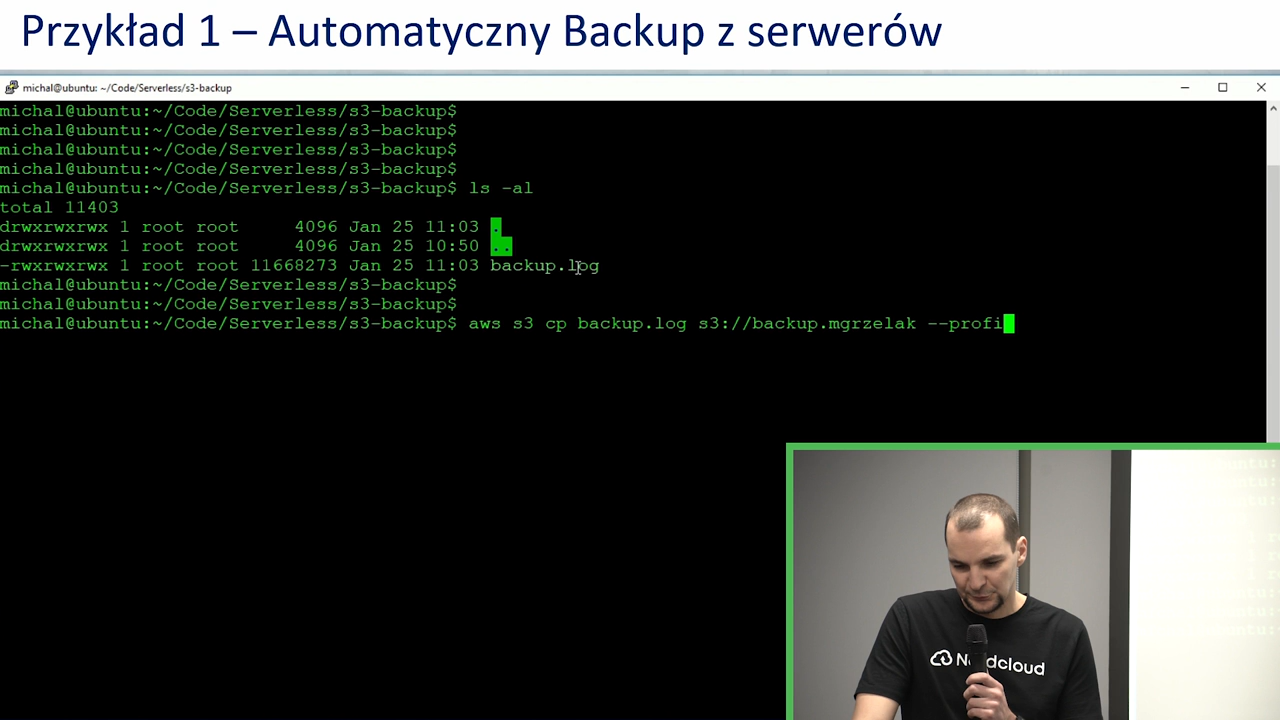 Przykład 1 – Automatyczny Backup z serwerów
michal@ubuntu: ~/Code/Serverless/s3-backup
michal@ubuntu:~/Code/Serverless/s3-backup$
michal@ubuntu:~/Code/Serverless/s3-backup$
michal@ubuntu:~/Code/Serverless/s3-backup$
michal@ubuntu:~/Code/Serverless/s3-backup$
michal@ubuntu:~/Code/Serverless/s3-backup$ ls -al
total 11403
drwxrwxrwx 1 root root     4096 Jan 25 11:03 .
drwxrwxrwx 1 root root     4096 Jan 25 10:50 ..
-rwxrwxrwx 1 root root 11668273 Jan 25 11:03 backup.log
michal@ubuntu:~/Code/Serverless/s3-backup$
michal@ubuntu:~/Code/Serverless/s3-backup$
michal@ubuntu:~/Code/Serverless/s3-backup$ aws s3 cp backup.log s3://backup.mgrzelak --profi